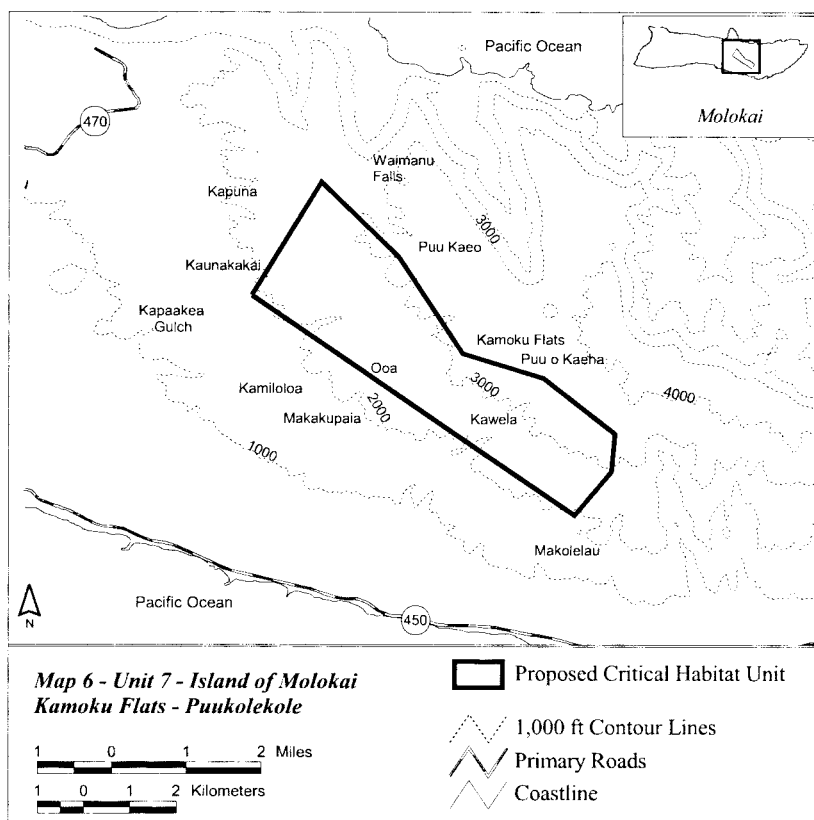 Pacific Ocean
Molokai
470
Waimanu
Falls
Kapuna
3000
Puu Kaeo
Kaunakakai
Kapaakea
Gulch
Kamoku Flats
Puu o Kaeha
Ooa
3000
4000
Kamiloloa
2000
Makakupaia
Kawela
1000
Makolelau
Pacific Ocean
450
N
Map 6 - Unit 7 - Island of Molokai
Kamoku Flats - Puukolekole
1 0 1 2 Miles
1 0 1 2 Kilometers
Proposed Critical Habitat Unit
1,000 ft Contour Lines
Primary Roads
Coastline